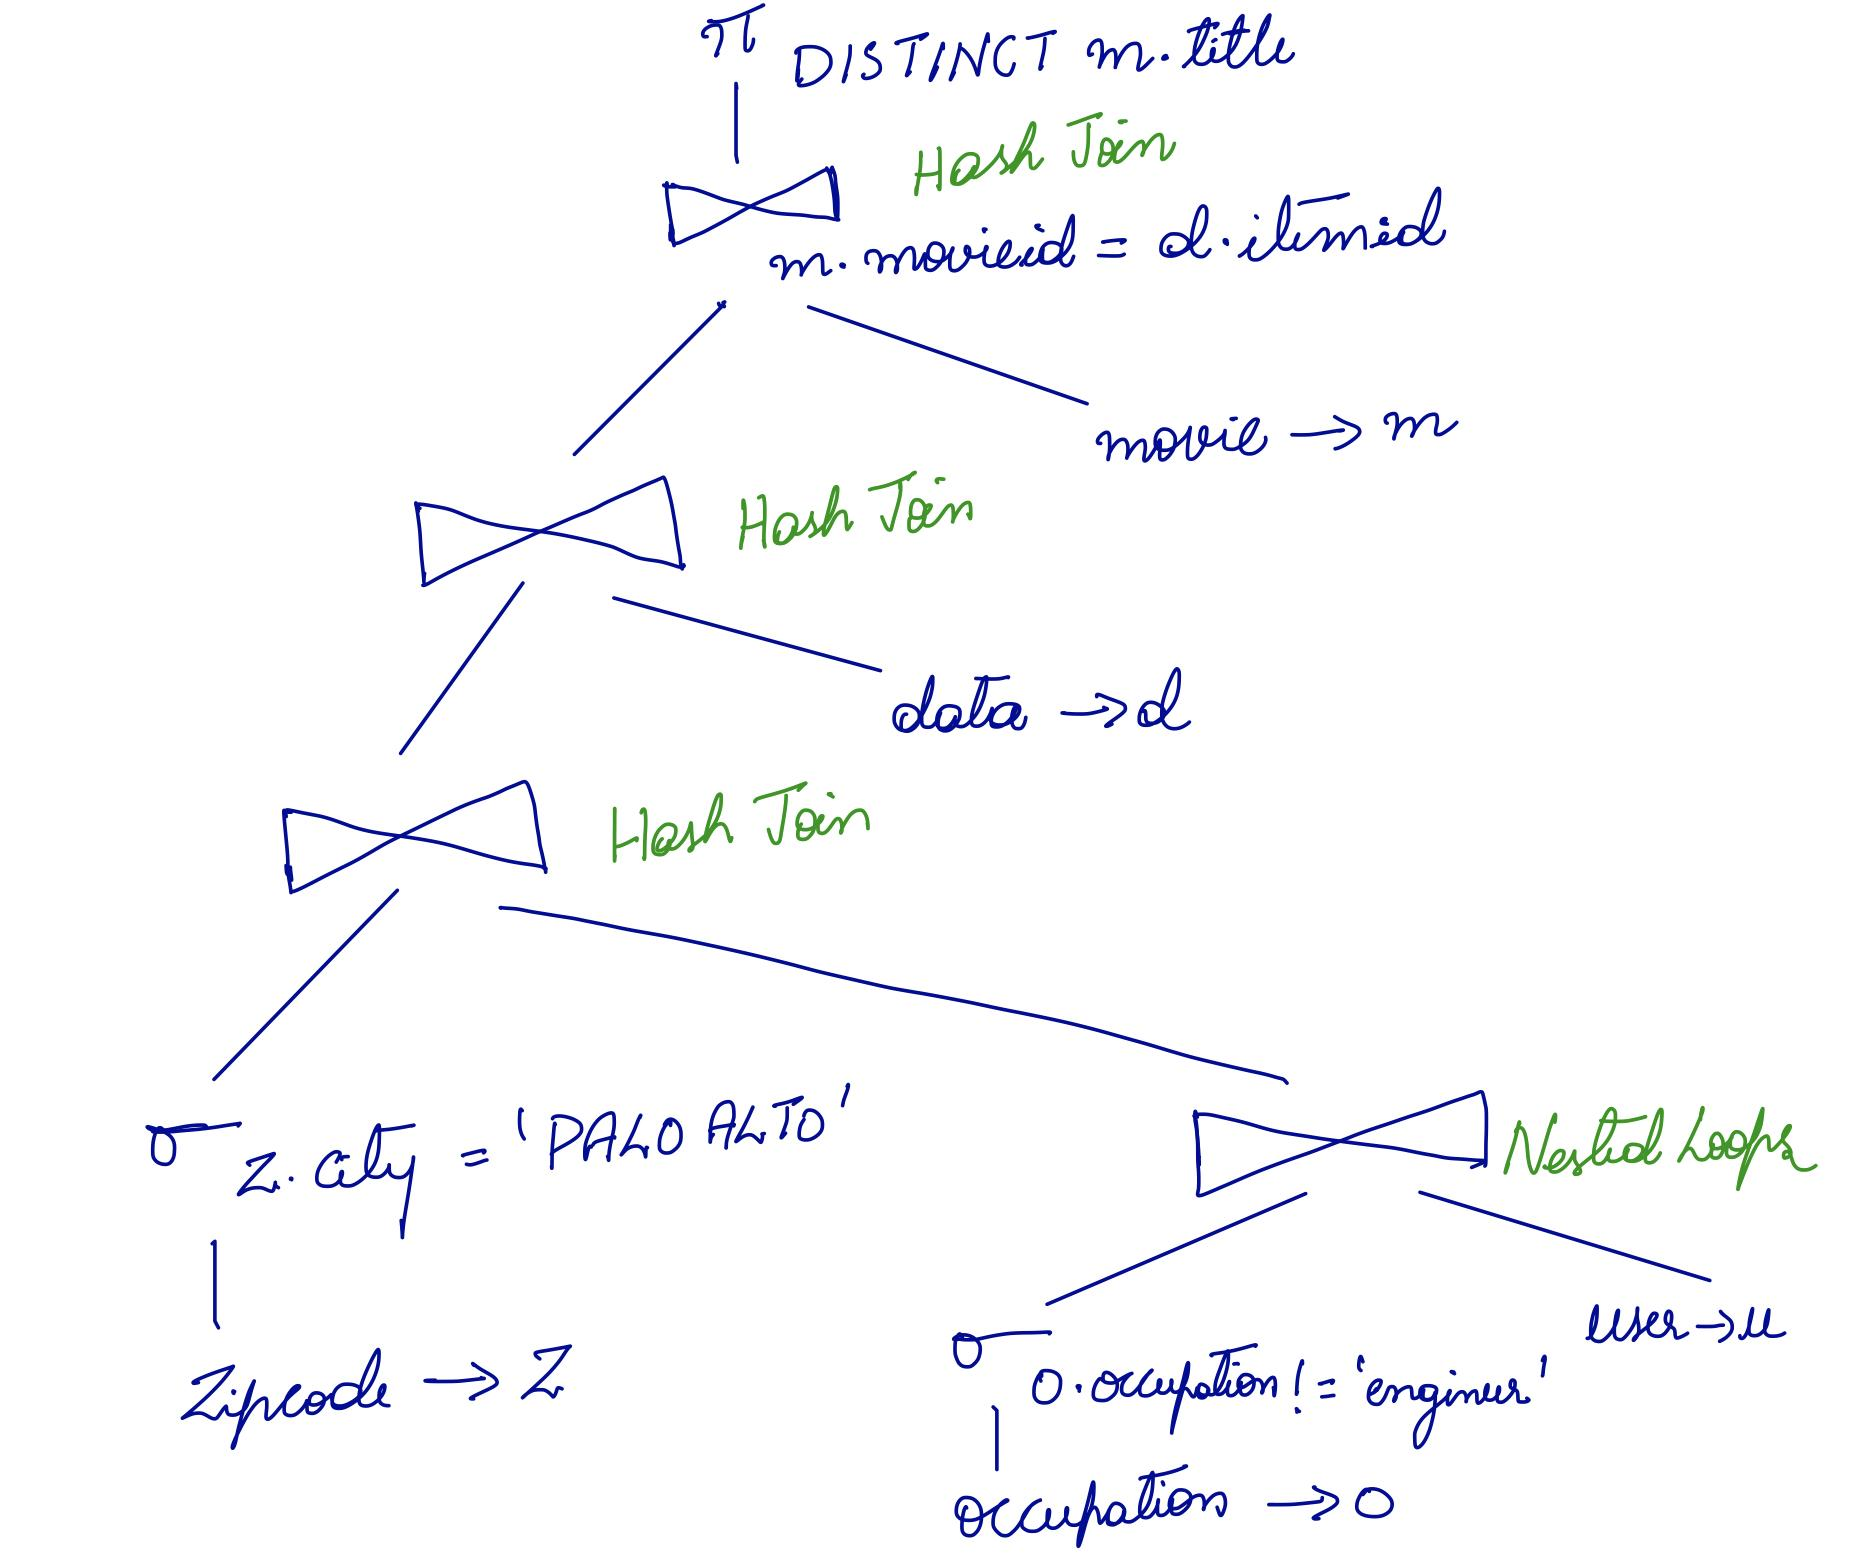 π DISTINCT m.title
Hash Join
m.movieid = d.itemid
movie → m
Hash Join
data → d
Hash Join
σ z.city = 'PALO ALTO'
Nested Loops
Zipcode → Z
user → u
σ o.occupation != 'engineer'
occupation → o